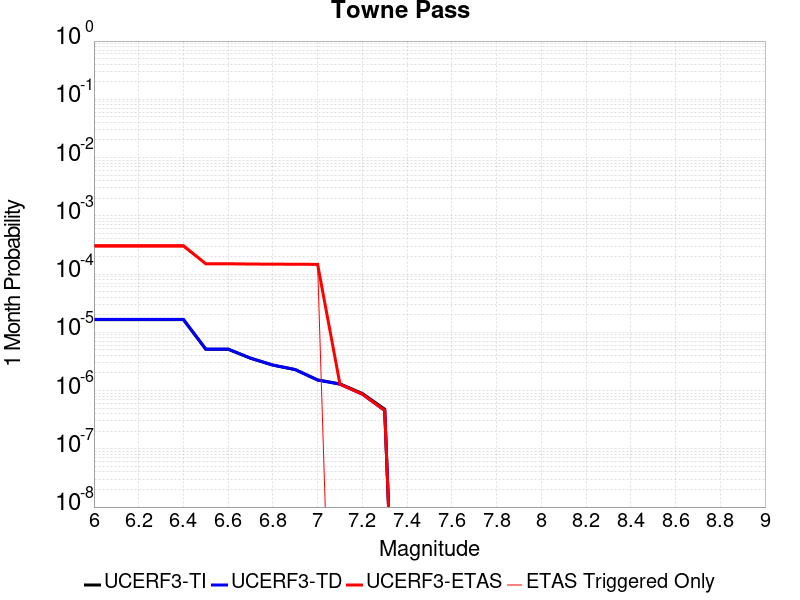 Towne Pass
10^0
10^-1
10^-2
10^-3
10^-4
10^-5
10^-6
10^-7
10^-8
1 Month Probability
6 6.2 6.4 6.6 6.8 7 7.2 7.4 7.6 7.8 8 8.2 8.4 8.6 8.8 9
Magnitude
UCERF3-TI UCERF3-TD UCERF3-ETAS ETAS Triggered Only